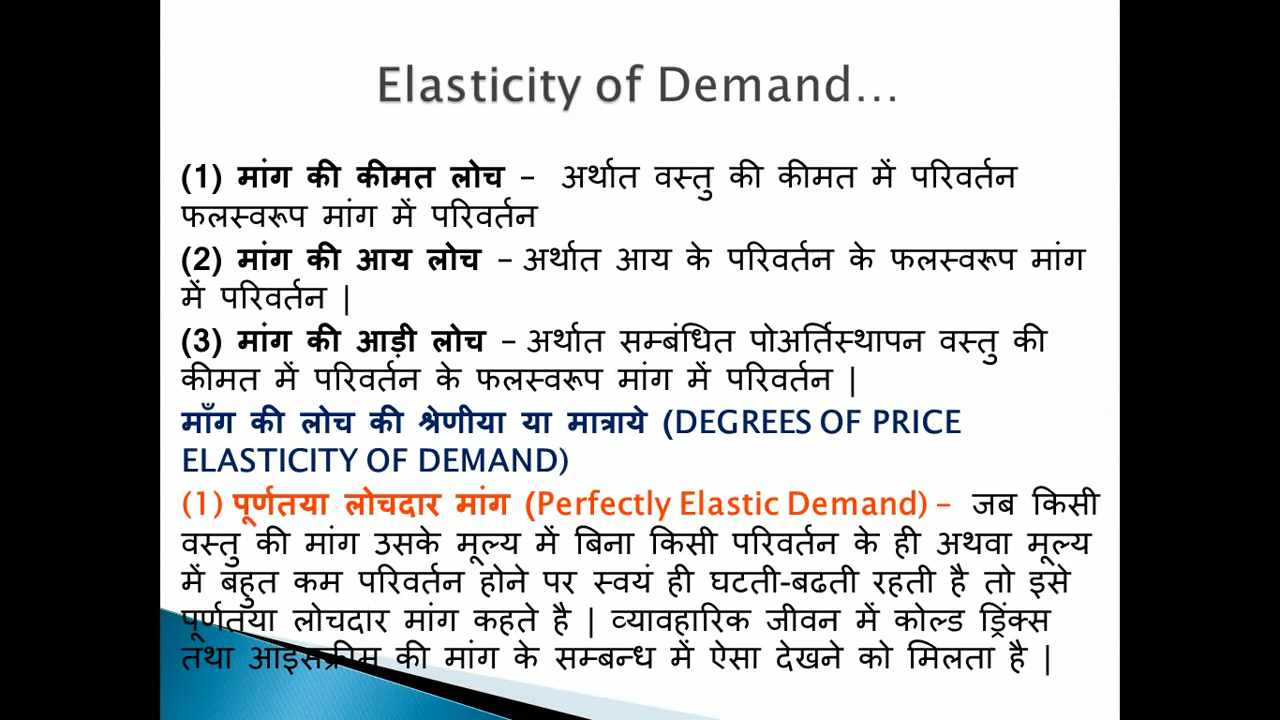 Elasticity of Demand...
(1) मांग की कीमत लोच – अर्थात वस्तु की कीमत में परिवर्तन
फलस्वरूप मांग में परिवर्तन
(2) मांग की आय लोच – अर्थात आय के परिवर्तन के फलस्वरूप मांग
में परिवर्तन |
(3) मांग की आड़ी लोच – अर्थात सम्बंधित पोअर्तिस्थापन वस्तु की
कीमत में परिवर्तन के फलस्वरूप मांग में परिवर्तन |
माँग की लोच की श्रेणीया या मात्राये (DEGREES OF PRICE
ELASTICITY OF DEMAND)
(1) पूर्णतया लोचदार मांग (Perfectly Elastic Demand) – जब किसी
वस्तु की मांग उसके मूल्य में बिना किसी परिवर्तन के ही अथवा मूल्य
में बहुत कम परिवर्तन होने पर स्वयं ही घटती-बढती रहती है तो इसे
पूर्णतया लोचदार मांग कहते है | व्यावहारिक जीवन में कोल्ड ड्रिंक्स
तथा आइसक्रीम की मांग के सम्बन्ध में ऐसा देखने को मिलता है |